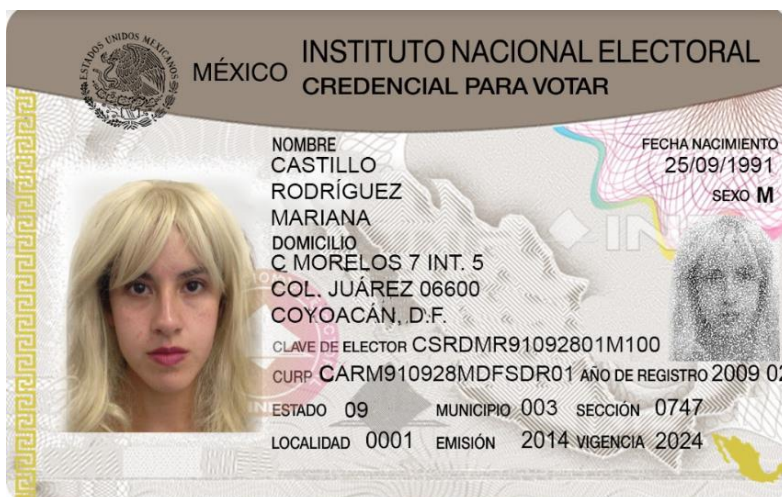 ESTADOS UNIDOS MEXICANOS
MÉXICO
INSTITUTO NACIONAL ELECTORAL
CREDENCIAL PARA VOTAR
NOMBRE
CASTILLO
RODRÍGUEZ
MARIANA
FECHA NACIMIENTO
25/09/1991
SEXO M
DOMICILIO
C MORELOS 7 INT. 5
COL. JUÁREZ 06600
COYOACÁN, D.F.
CLAVE DE ELECTOR CSRDMR91092801M100
CURP CARM910928MDFSDR01 AÑO DE REGISTRO 2009 02
ESTADO 09 MUNICIPIO 003 SECCIÓN 0747
LOCALIDAD 0001 EMISIÓN 2014 VIGENCIA 2024